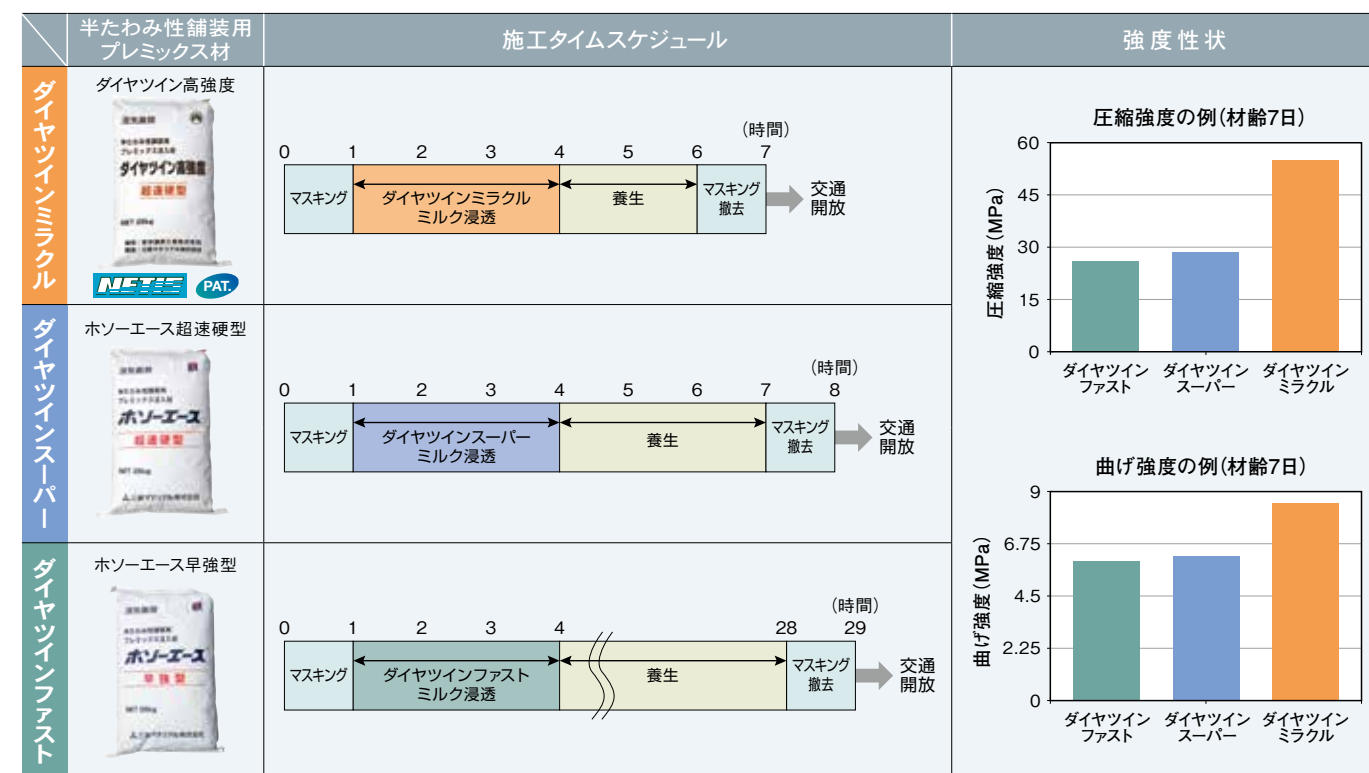 半たわみ性舗装用
プレミックス材
施工タイムスケジュール
強度性状
ダイヤツインミラクル
ダイヤツイン高強度
ダイヤツイン高強度
超速硬型
NETIS
PAT.
(時間)
0 1 2 3 4 5 6 7
マスキング
ダイヤツインミラクル
ミルク浸透
養生
マスキング
撤去
交通
開放
ダイヤツインスーパー
ホソーエース超速硬型
ホソーエース
超速硬型
(時間)
0 1 2 3 4 5 6 7 8
マスキング
ダイヤツインスーパー
ミルク浸透
養生
マスキング
撤去
交通
開放
ダイヤツインファスト
ホソーエース早強型
ホソーエース
早強型
(時間)
0 1 2 3 4 28 29
マスキング
ダイヤツインファスト
ミルク浸透
養生
マスキング
撤去
交通
開放
圧縮強度の例(材齢7日)
圧縮強度(MPa)
60
45
30
15
0
ダイヤツイン
ファスト
ダイヤツイン
スーパー
ダイヤツイン
ミラクル
曲げ強度の例(材齢7日)
曲げ強度(MPa)
9
6.75
4.5
2.25
0
ダイヤツイン
ファスト
ダイヤツイン
スーパー
ダイヤツイン
ミラクル